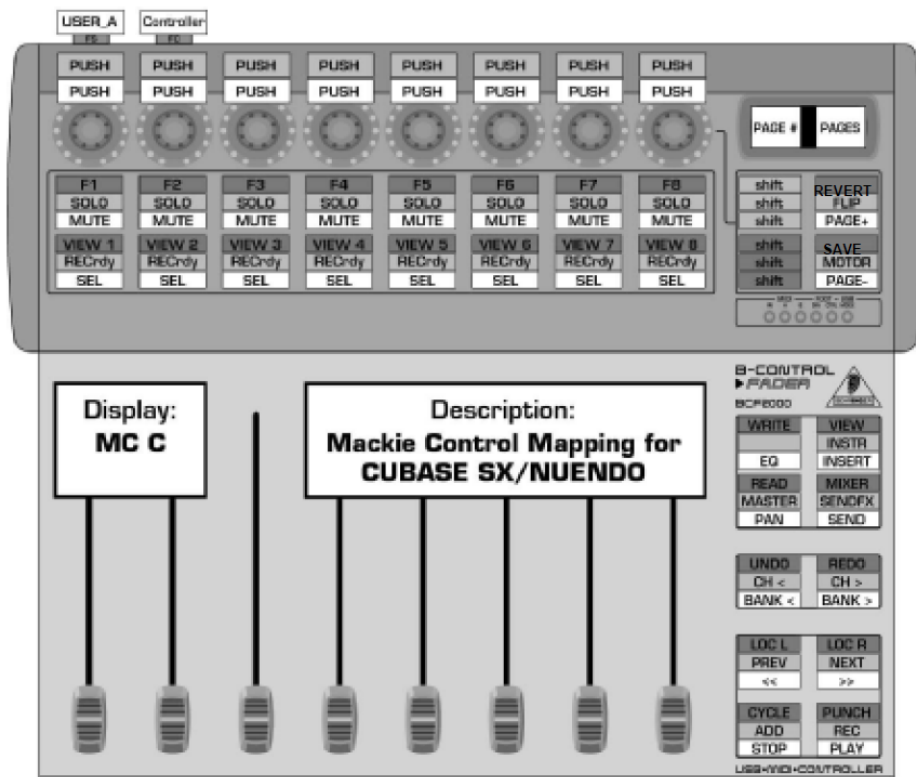 USER_A Controller
FS FC
PUSH PUSH PUSH PUSH PUSH PUSH PUSH PUSH
PUSH PUSH PUSH PUSH PUSH PUSH PUSH PUSH
PAGE # PAGES
F1 F2 F3 F4 F5 F6 F7 F8 shift REVERT
SOLO SOLO SOLO SOLO SOLO SOLO SOLO SOLO shift FLIP
MUTE MUTE MUTE MUTE MUTE MUTE MUTE MUTE shift PAGE+
VIEW 1 VIEW 2 VIEW 3 VIEW 4 VIEW 5 VIEW 6 VIEW 7 VIEW 8 shift SAVE
RECrdy RECrdy RECrdy RECrdy RECrdy RECrdy RECrdy RECrdy shift MOTOR
SEL SEL SEL SEL SEL SEL SEL SEL shift PAGE-
B-CONTROL
FADER
BCF2000
Display:
MC C
Description:
Mackie Control Mapping for
CUBASE SX/NUENDO
WRITE VIEW
INSTR
EQ INSERT
READ MIXER
MASTER SENDFX
PAN SEND
UNDO REDO
CH < CH >
BANK < BANK >
LOC L LOC R
PREV NEXT
<< >>
CYCLE PUNCH
ADD REC
STOP PLAY
USB•MIDI•CONTROLLER